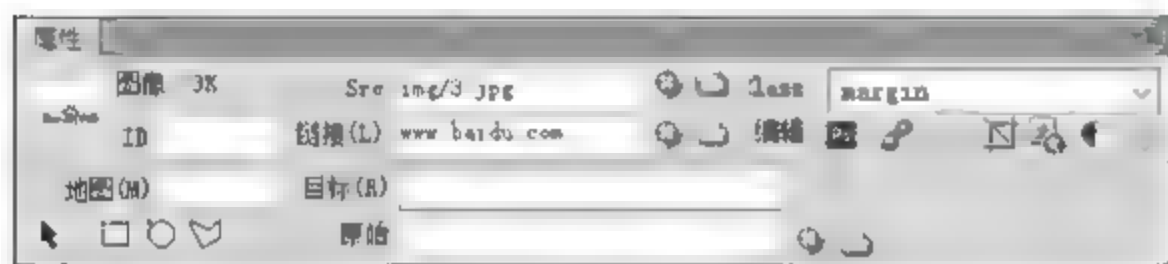 属性
图像 3K Src img/3.jpg Class margin
ID 链接(L) www.baidu.com 编辑 Ps
地图(M) 目标(R)
原始